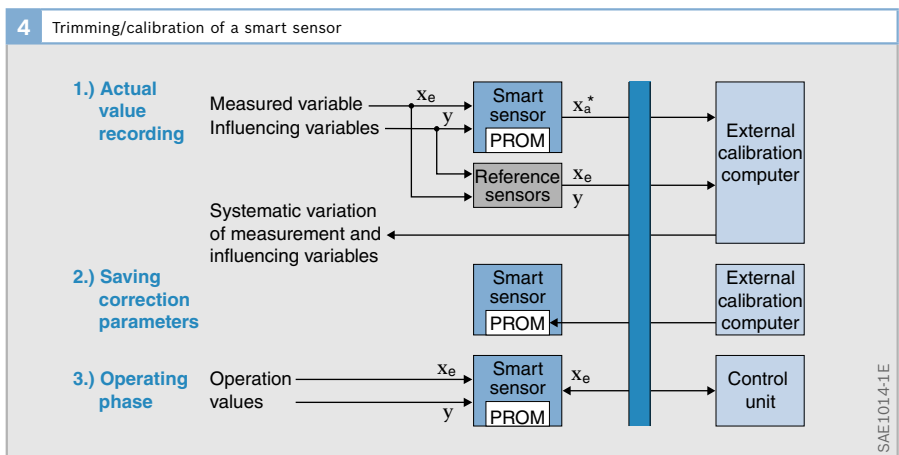 4 Trimming/calibration of a smart sensor
1.) Actual
value
recording
Measured variable
Influencing variables
xe
y
Smart
sensor
PROM
xa*
Reference
sensors
xe
y
External
calibration
computer
Systematic variation
of measurement and
influencing variables
2.) Saving
correction
parameters
Smart
sensor
PROM
External
calibration
computer
3.) Operating
phase
Operation
values
xe
y
Smart
sensor
PROM
xe
Control
unit
SAE1014-1E